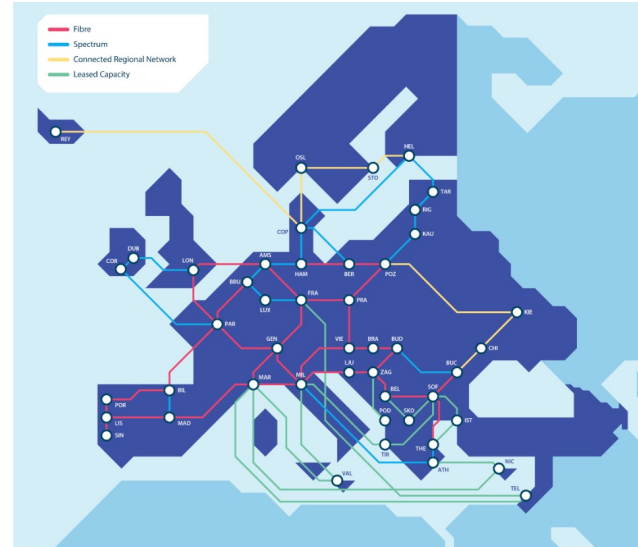 Fibre
Spectrum
Connected Regional Network
Leased Capacity
REY
OSL
STO
HEL
TAR
RIG
KAU
COP
DUB
COR
LON
AMS
HAM
BER
POZ
BRU
LUX
FRA
PRA
KIE
PAR
GEN
VIE
BRA
BUD
CHI
LJU
ZAG
BUC
MAR
MIL
BIL
BEL
SOF
POR
LIS
MAD
SIN
POD
SKO
IST
TIR
THE
ATH
VAL
NIC
TEL